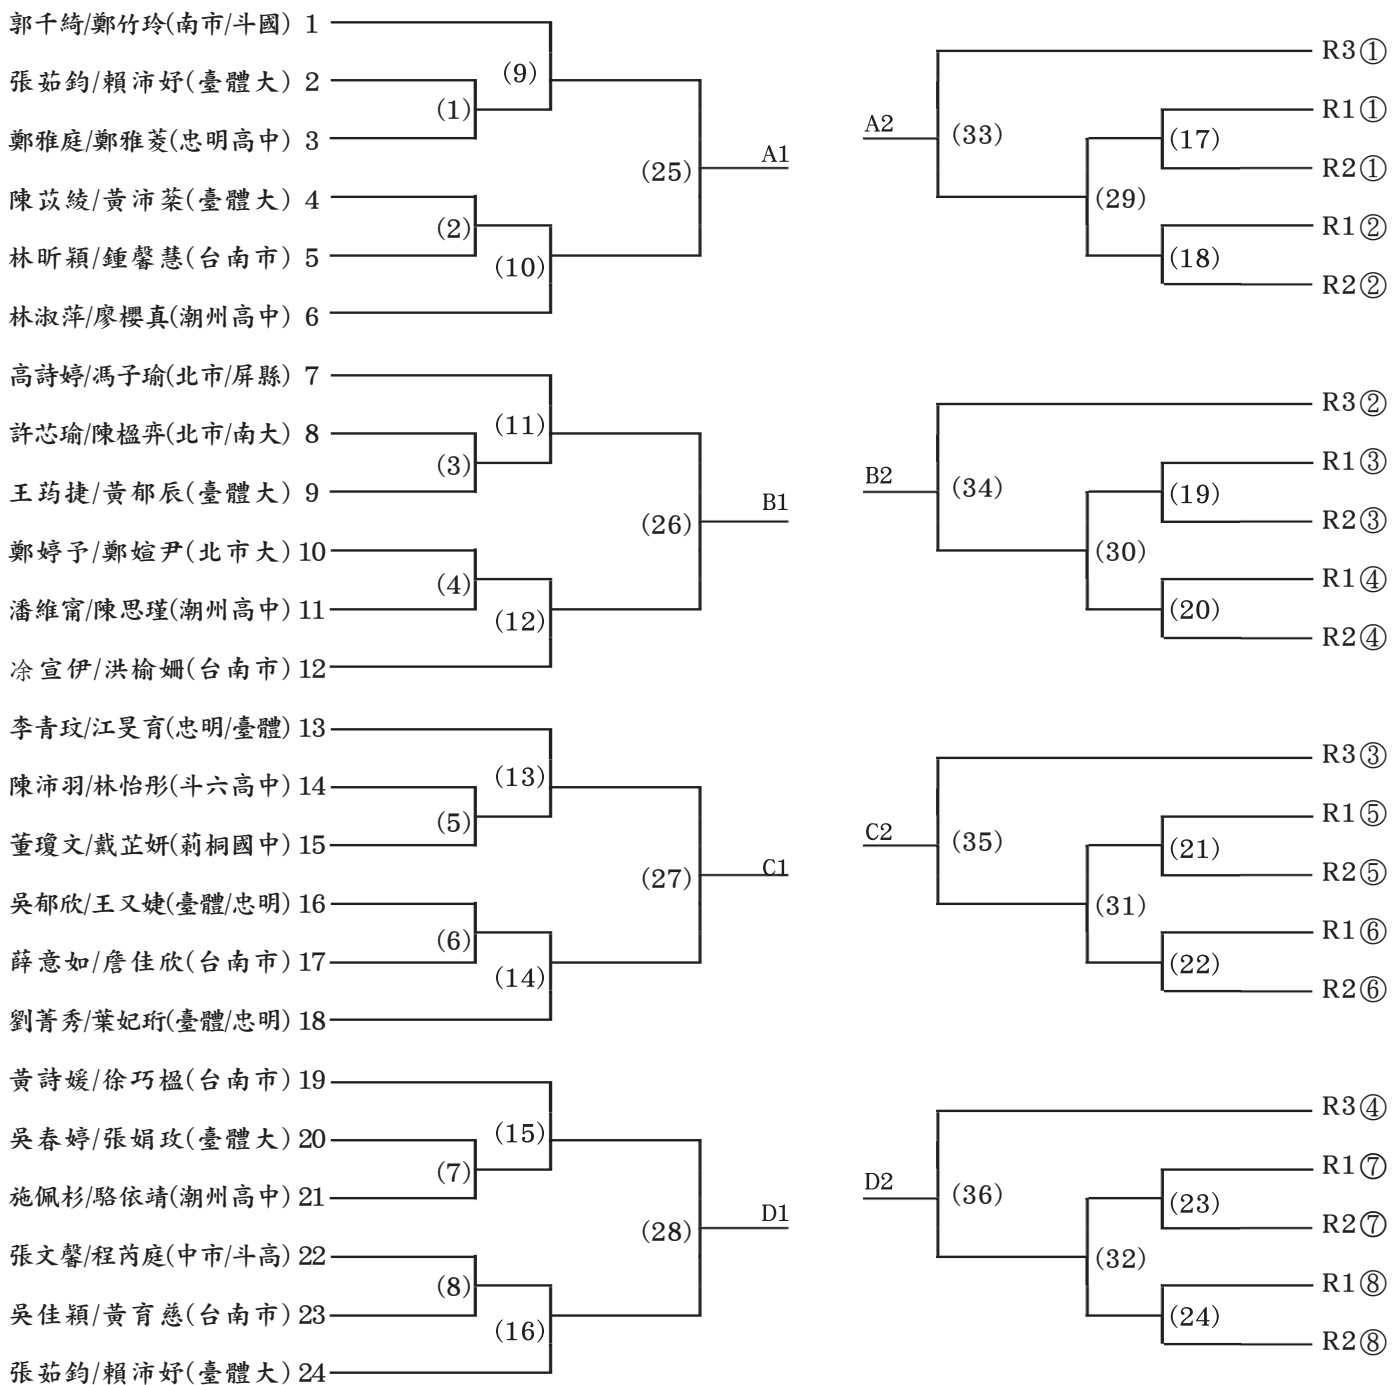 郭千綺/鄭竹玲(南市/斗國) 1
張茹鈞/賴沛妤(臺體大) 2
鄭雅庭/鄭雅菱(忠明高中) 3
陳苡綾/黃沛蓁(臺體大) 4
林昕穎/鍾馨慧(台南市) 5
林淑萍/廖櫻真(潮州高中) 6
(1)
(2)
(9)
(10)
(25)
A1
高詩婷/馮子瑜(北市/屏縣) 7
許芯瑜/陳楹弈(北市/南大) 8
王筠捷/黃郁辰(臺體大) 9
鄭婷予/鄭媗尹(北市大) 10
潘維甯/陳思瑾(潮州高中) 11
凃宣伊/洪榆姍(台南市) 12
(3)
(4)
(11)
(12)
(26)
B1
李青玟/江旻育(忠明/臺體) 13
陳沛羽/林怡彤(斗六高中) 14
董瓊文/戴芷妍(莿桐國中) 15
吳郁欣/王又婕(臺體/忠明) 16
薛意如/詹佳欣(台南市) 17
劉菁秀/葉妃珩(臺體/忠明) 18
(5)
(6)
(13)
(14)
(27)
C1
黃詩媛/徐巧楹(台南市) 19
吳春婷/張娟玫(臺體大) 20
施佩杉/駱依靖(潮州高中) 21
張文馨/程芮庭(中市/斗高) 22
吳佳穎/黃育慈(台南市) 23
張茹鈞/賴沛妤(臺體大) 24
(7)
(8)
(15)
(16)
(28)
D1
A2
(33)
(29)
(17)
(18)
R3①
R1①
R2①
R1②
R2②
B2
(34)
(30)
(19)
(20)
R3②
R1③
R2③
R1④
R2④
C2
(35)
(31)
(21)
(22)
R3③
R1⑤
R2⑤
R1⑥
R2⑥
D2
(36)
(32)
(23)
(24)
R3④
R1⑦
R2⑦
R1⑧
R2⑧